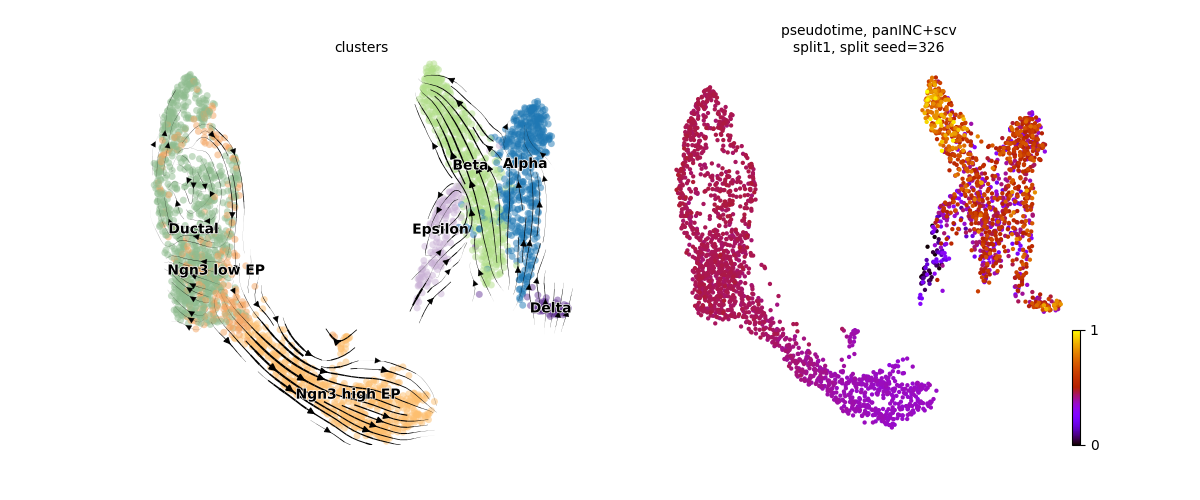 clusters
Beta
Alpha
Epsilon
Ductal
Ngn3 low EP
Delta
Ngn3 high EP
pseudotime, panINC+scv
split1, split seed=326
1
0